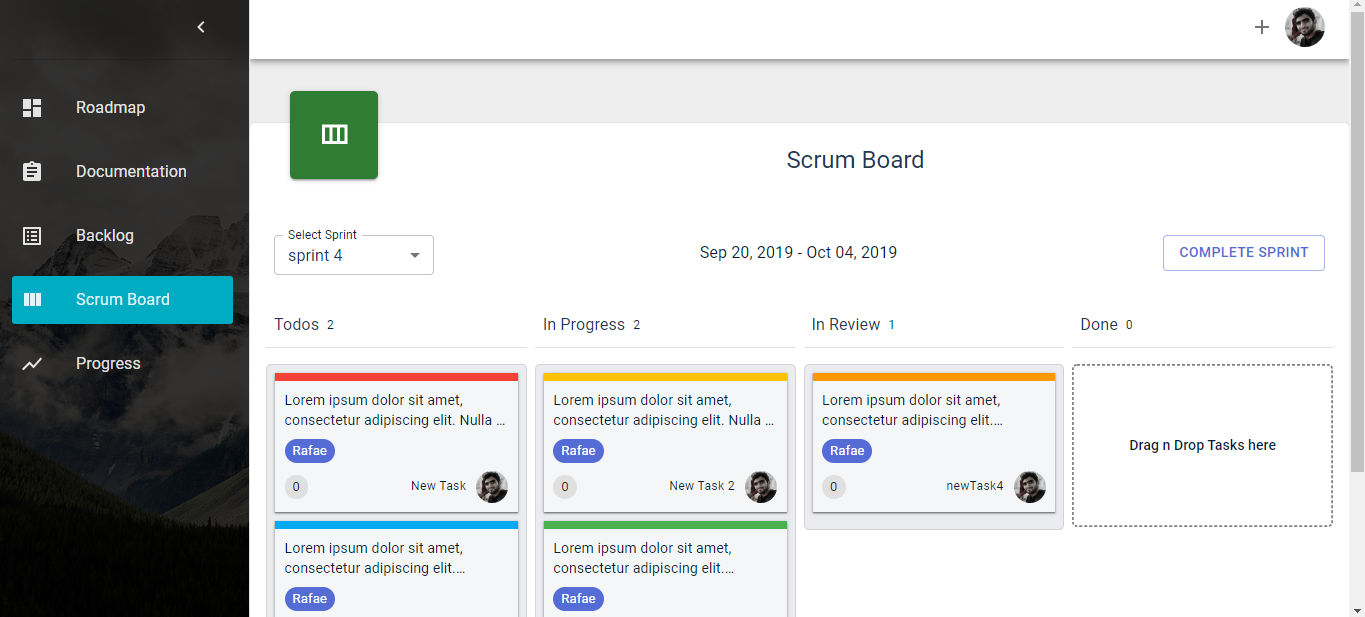 Roadmap
Documentation
Backlog
Scrum Board
Progress
Scrum Board
Select Sprint
sprint 4
Sep 20, 2019 - Oct 04, 2019
COMPLETE SPRINT
Todos 2
Lorem ipsum dolor sit amet,
consectetur adipiscing elit. Nulla ...
Rafae
0 New Task
Lorem ipsum dolor sit amet,
consectetur adipiscing elit....
Rafae
In Progress 2
Lorem ipsum dolor sit amet,
consectetur adipiscing elit. Nulla ...
Rafae
0 New Task 2
Lorem ipsum dolor sit amet,
consectetur adipiscing elit....
Rafae
In Review 1
Lorem ipsum dolor sit amet,
consectetur adipiscing elit....
Rafae
0 newTask4
Done 0
Drag n Drop Tasks here